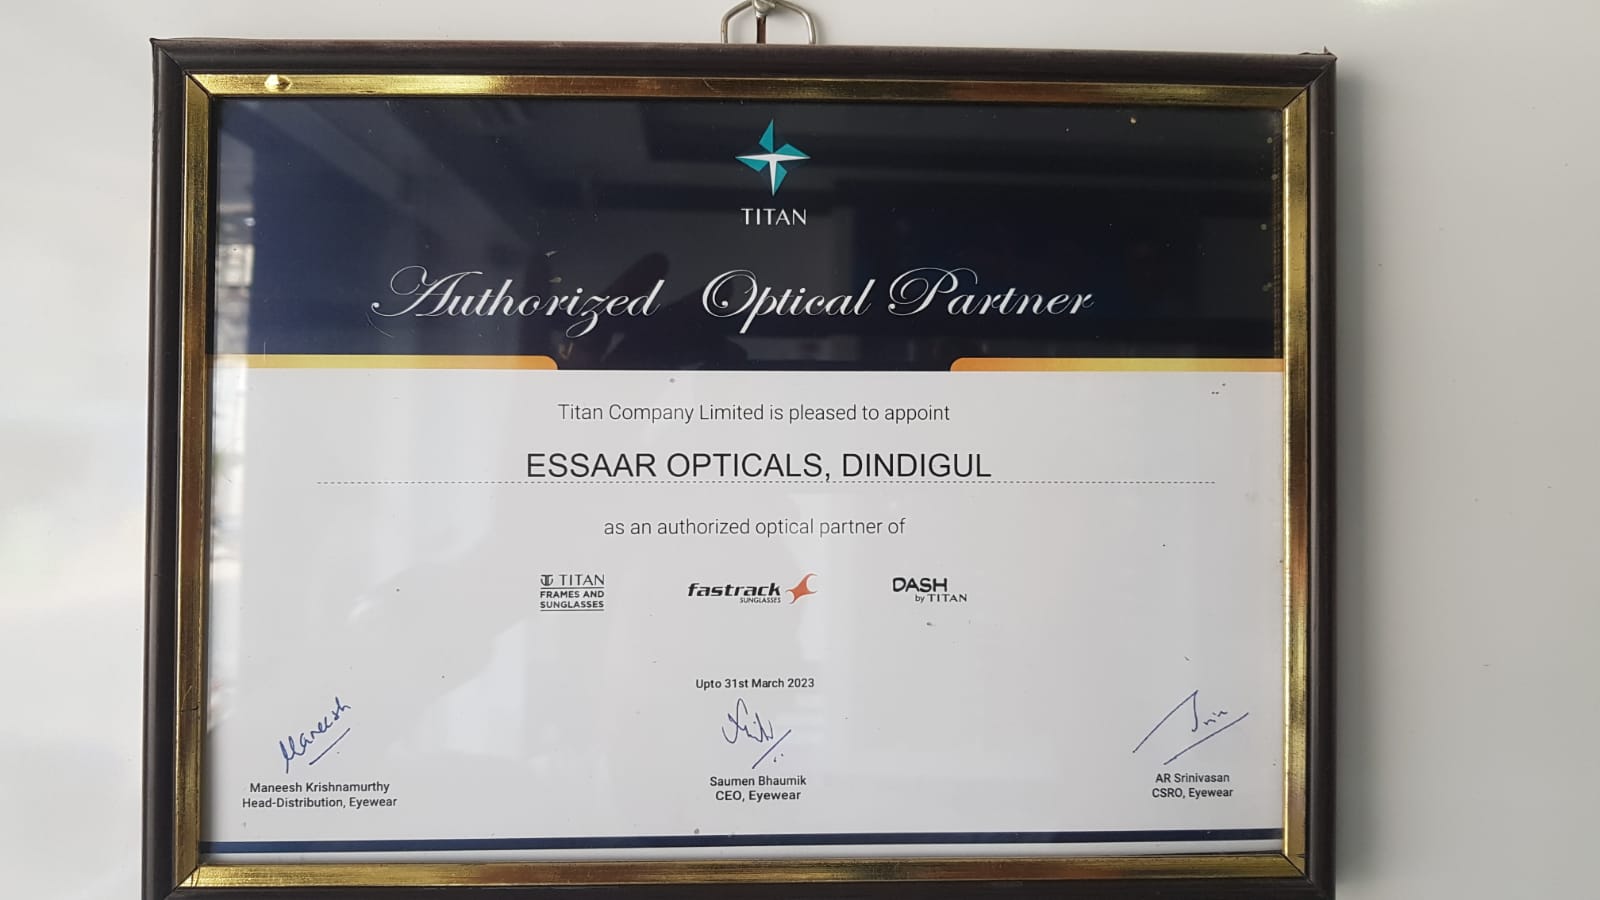 TITAN
Authorized Optical Partner
Titan Company Limited is pleased to appoint
ESSAAR OPTICALS, DINDIGUL
as an authorized optical partner of
TITAN
FRAMES AND
SUNGLASSES
fastrack
SUNGLASSES
DASH
by TITAN
Upto 31st March 2023
Maneesh
Maneesh Krishnamurthy
Head-Distribution, Eyewear
Saumen Bhaumik
CEO, Eyewear
AR Srinivasan
CSRO, Eyewear